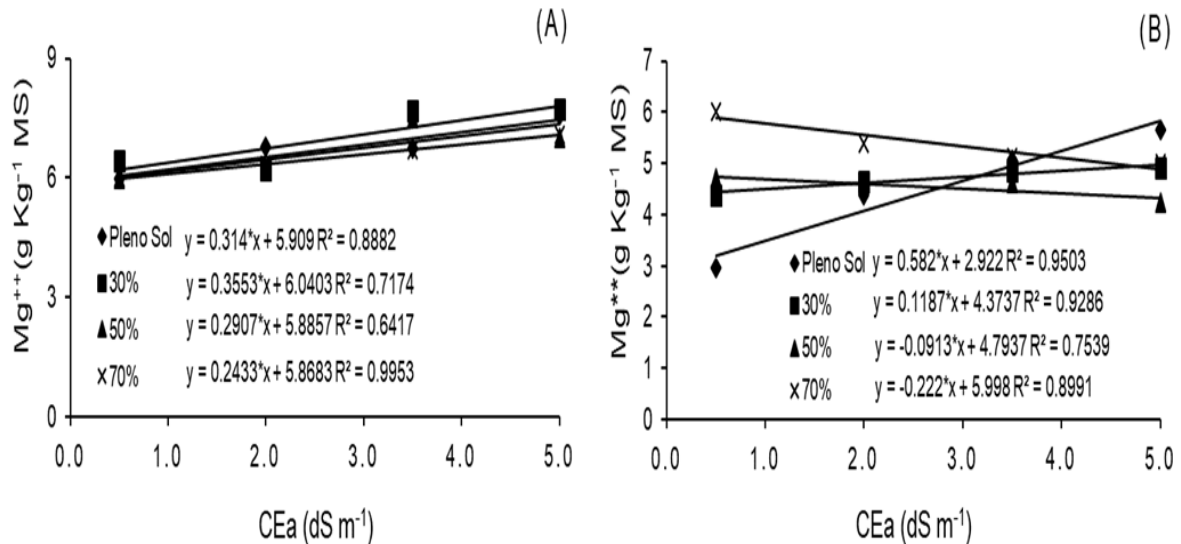 (A)
Mg++ (g Kg-1 MS)
9
6
3
0
Pleno Sol y = 0.314*x + 5.909 R² = 0.8882
30% y = 0.3553*x + 6.0403 R² = 0.7174
50% y = 0.2907*x + 5.8857 R² = 0.6417
70% y = 0.2433*x + 5.8683 R² = 0.9953
0.0 1.0 2.0 3.0 4.0 5.0
CEa (dS m-1)
(B)
Mg**(g Kg-1 MS)
7
6
5
4
3
2
1
0
Pleno Sol y = 0.582*x + 2.922 R² = 0.9503
30% y = 0.1187*x + 4.3737 R² = 0.9286
50% y = -0.0913*x + 4.7937 R² = 0.7539
70% y = -0.222*x + 5.998 R² = 0.8991
0.0 1.0 2.0 3.0 4.0 5.0
CEa (dS m-1)